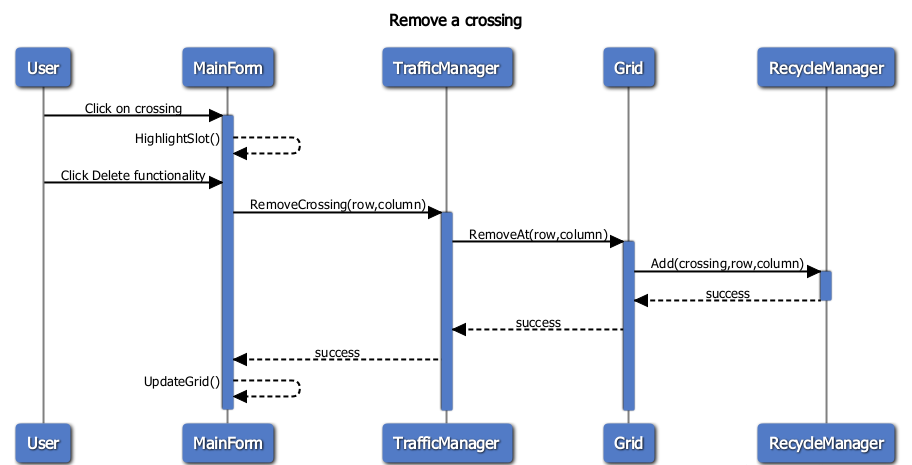 Remove a crossing
User
MainForm
TrafficManager
Grid
RecycleManager
Click on crossing
HighlightSlot()
Click Delete functionality
RemoveCrossing(row,column)
RemoveAt(row,column)
Add(crossing,row,column)
success
success
success
UpdateGrid()
User
MainForm
TrafficManager
Grid
RecycleManager